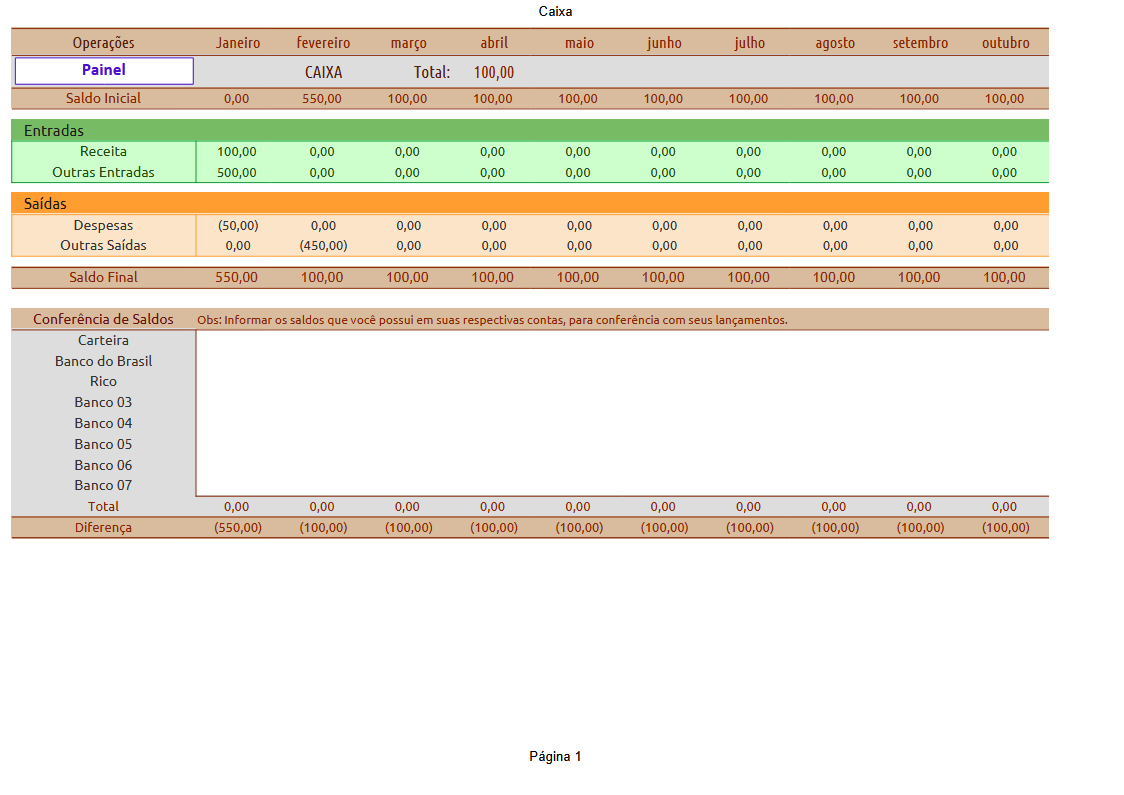 Caixa
Operações Janeiro fevereiro março abril maio junho julho agosto setembro outubro
Painel CAIXA Total: 100,00
Saldo Inicial 0,00 550,00 100,00 100,00 100,00 100,00 100,00 100,00 100,00 100,00
Entradas
Receita 100,00 0,00 0,00 0,00 0,00 0,00 0,00 0,00 0,00 0,00
Outras Entradas 500,00 0,00 0,00 0,00 0,00 0,00 0,00 0,00 0,00 0,00
Saídas
Despesas (50,00) 0,00 0,00 0,00 0,00 0,00 0,00 0,00 0,00 0,00
Outras Saídas 0,00 (450,00) 0,00 0,00 0,00 0,00 0,00 0,00 0,00 0,00
Saldo Final 550,00 100,00 100,00 100,00 100,00 100,00 100,00 100,00 100,00 100,00
Conferência de Saldos Obs: Informar os saldos que você possui em suas respectivas contas, para conferência com seus lançamentos.
Carteira
Banco do Brasil
Rico
Banco 03
Banco 04
Banco 05
Banco 06
Banco 07
Total 0,00 0,00 0,00 0,00 0,00 0,00 0,00 0,00 0,00 0,00
Diferença (550,00) (100,00) (100,00) (100,00) (100,00) (100,00) (100,00) (100,00) (100,00) (100,00)
Página 1